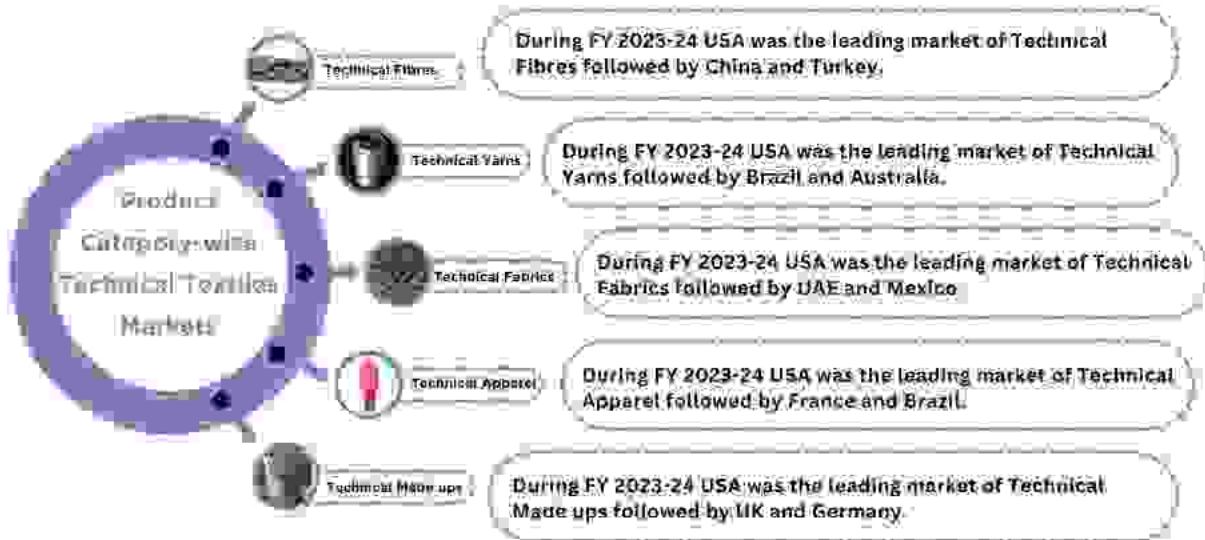 Product
Category-wise
Technical Textiles
Markets
Technical Fibres
During FY 2023-24 USA was the leading market of Technical
Fibres followed by China and Turkey.
Technical Yarns
During FY 2023-24 USA was the leading market of Technical
Yarns followed by Brazil and Australia.
Technical Fabrics
During FY 2023-24 USA was the leading market of Technical
Fabrics followed by UAE and Mexico
Technical Apparel
During FY 2023-24 USA was the leading market of Technical
Apparel followed by France and Brazil.
Technical Made ups
During FY 2023-24 USA was the leading market of Technical
Made ups followed by UK and Germany.